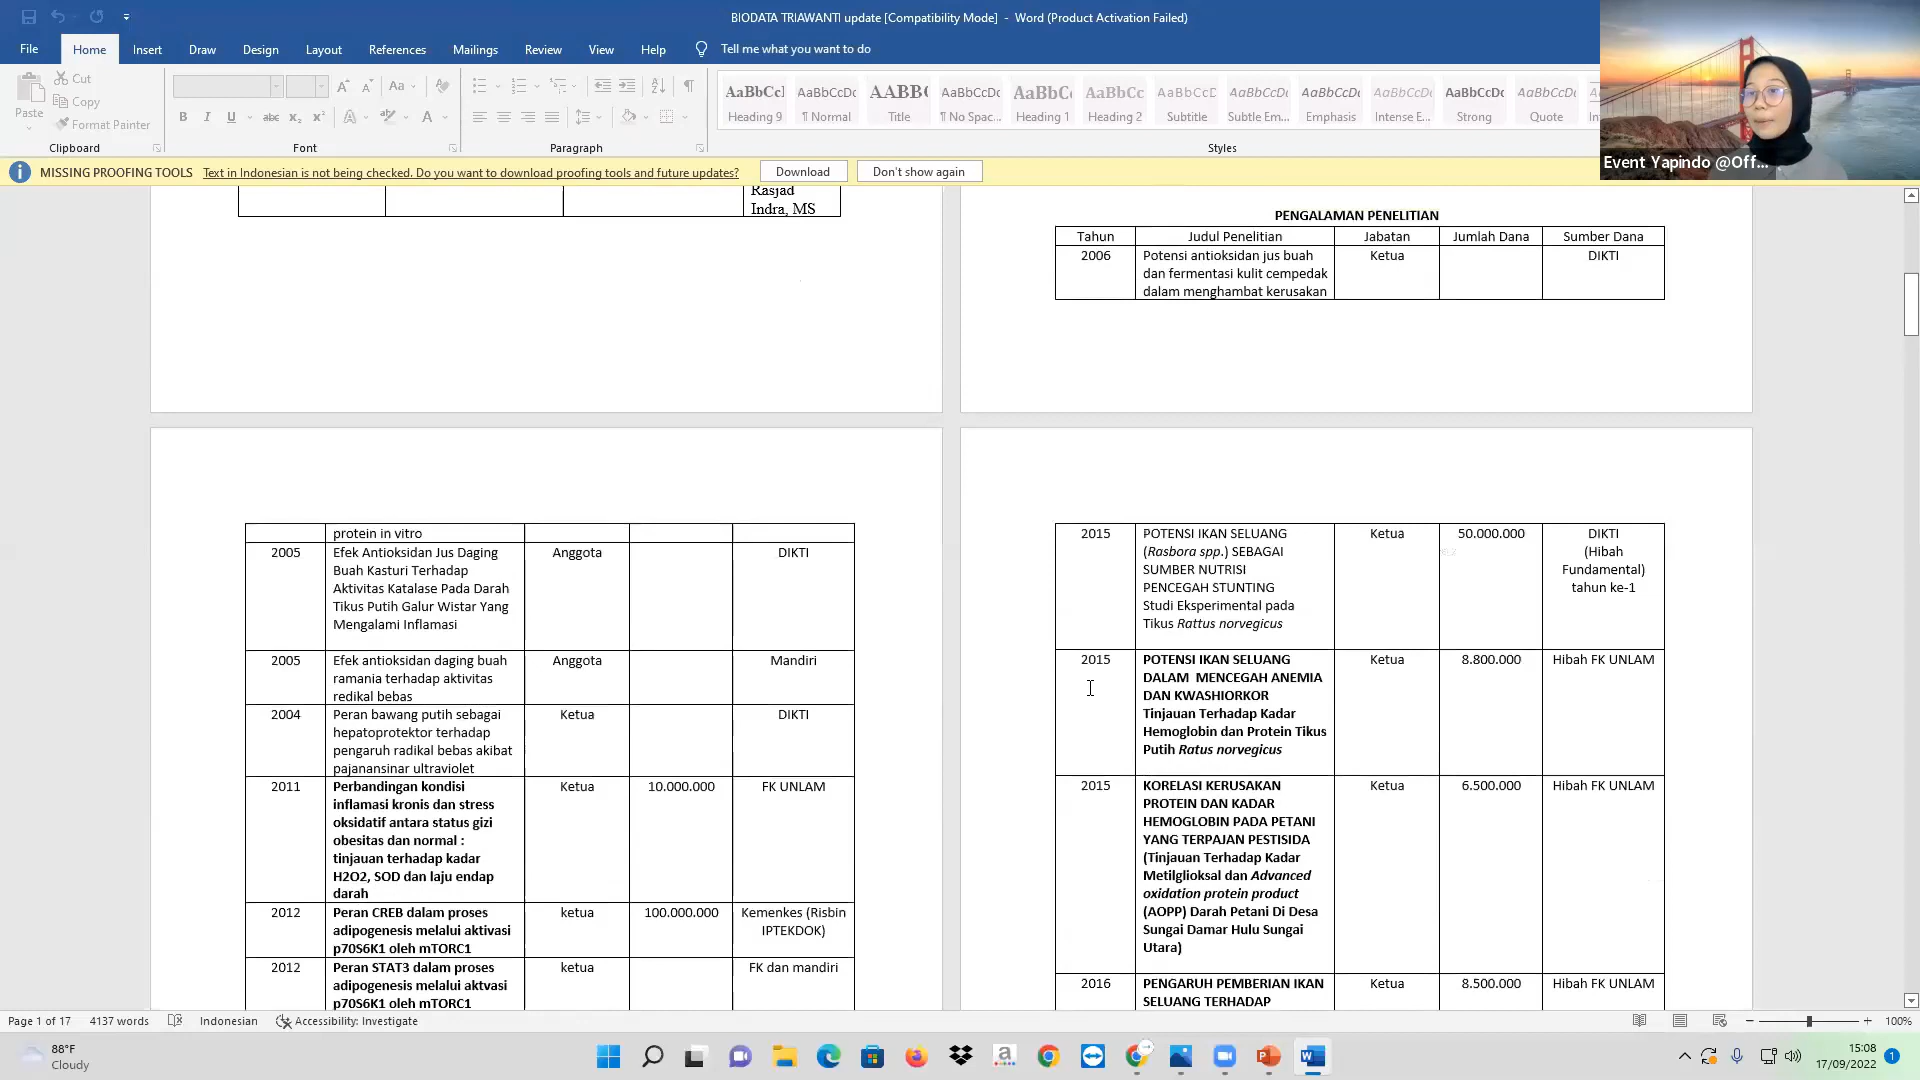 BIODATA TRIAWANTI update [Compatibility Mode] - Word (Product Activation Failed)
File Home Insert Draw Design Layout References Mailings Review View Help Tell me what you want to do
Paste
Cut
Copy
Format Painter
Clipboard
Font
Paragraph
AaBbCcI AaBbCcDc AABB( AaBbCcDc AaBbC AaBbCc AaBbCcD AaBbCcDc AaBbCcDc AaBbCcDc AaBbCcDc AaBbCcDc
Heading 9 ¶ Normal Title ¶ No Spac... Heading 1 Heading 2 Subtitle Subtle Em... Emphasis Intense E... Strong Quote
Styles
Event Yapindo @Off...
MISSING PROOFING TOOLS Text in Indonesian is not being checked. Do you want to download proofing tools and future updates? Download Don't show again
Rasjad
Indra, MS
PENGALAMAN PENELITIAN
Tahun Judul Penelitian Jabatan Jumlah Dana Sumber Dana
2006 Potensi antioksidan jus buah Ketua DIKTI
dan fermentasi kulit cempedak
dalam menghambat kerusakan
protein in vitro
2005 Efek Antioksidan Jus Daging Anggota DIKTI
Buah Kasturi Terhadap
Aktivitas Katalase Pada Darah
Tikus Putih Galur Wistar Yang
Mengalami Inflamasi
2005 Efek antioksidan daging buah Anggota Mandiri
ramania terhadap aktivitas
redikal bebas
2004 Peran bawang putih sebagai Ketua DIKTI
hepatoprotektor terhadap
pengaruh radikal bebas akibat
pajanansinar ultraviolet
2011 Perbandingan kondisi Ketua 10.000.000 FK UNLAM
inflamasi kronis dan stress
oksidatif antara status gizi
obesitas dan normal :
tinjauan terhadap kadar
H2O2, SOD dan laju endap
darah
2012 Peran CREB dalam proses ketua 100.000.000 Kemenkes (Risbin
adipogenesis melalui aktivasi IPTEKDOK)
p70S6K1 oleh mTORC1
2012 Peran STAT3 dalam proses ketua FK dan mandiri
adipogenesis melalui aktvasi
p70S6K1 oleh mTORC1
2015 POTENSI IKAN SELUANG Ketua 50.000.000 DIKTI
(Rasbora spp.) SEBAGAI (Hibah
SUMBER NUTRISI Fundamental)
PENCEGAH STUNTING tahun ke-1
Studi Eksperimental pada
Tikus Rattus norvegicus
2015 POTENSI IKAN SELUANG Ketua 8.800.000 Hibah FK UNLAM
DALAM MENCEGAH ANEMIA
DAN KWASHIORKOR
Tinjauan Terhadap Kadar
Hemoglobin dan Protein Tikus
Putih Ratus norvegicus
2015 KORELASI KERUSAKAN Ketua 6.500.000 Hibah FK UNLAM
PROTEIN DAN KADAR
HEMOGLOBIN PADA PETANI
YANG TERPAJAN PESTISIDA
(Tinjauan Terhadap Kadar
Metilglioksal dan Advanced
oxidation protein product
(AOPP) Darah Petani Di Desa
Sungai Damar Hulu Sungai
Utara)
2016 PENGARUH PEMBERIAN IKAN Ketua 8.500.000 Hibah FK UNLAM
SELUANG TERHADAP
Page 1 of 17 4137 words Indonesian Accessibility: Investigate 100%
88°F
Cloudy
15:08
17/09/2022
1